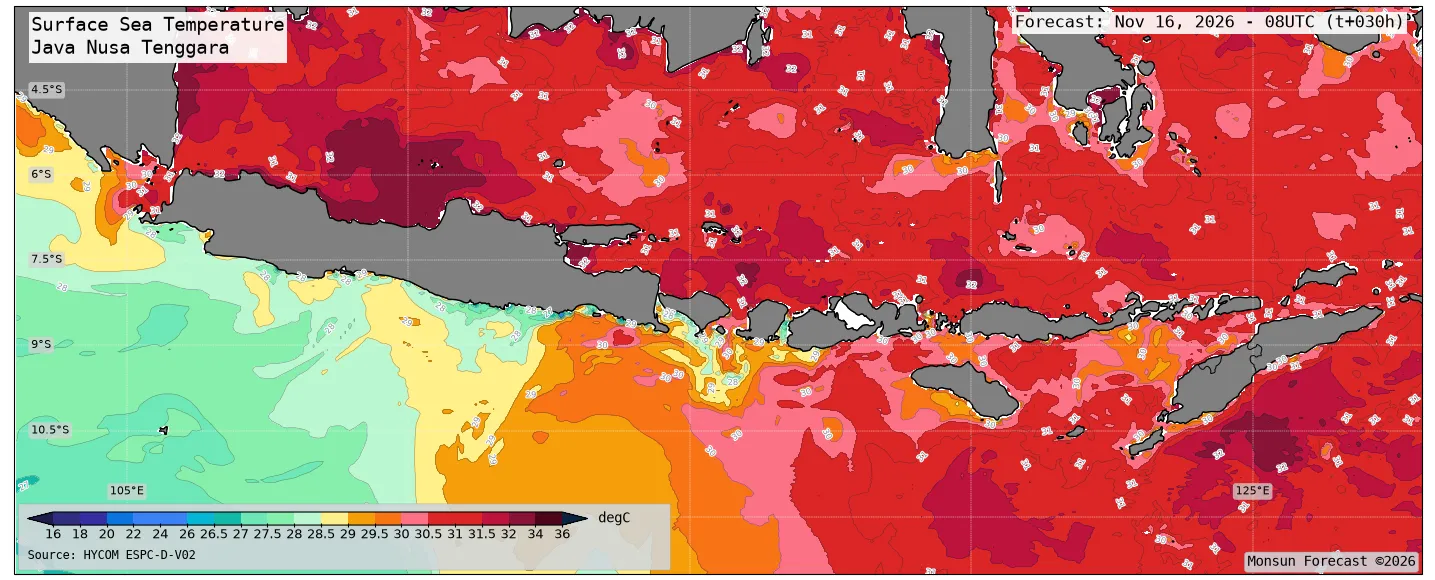 Surface Sea Temperature
Java Nusa Tenggara
Forecast: Nov 16, 2026 - 08UTC (t+030h)
4.5°S
6°S
7.5°S
9°S
10.5°S
105°E
125°E
16 18 20 22 24 26 26.5 27 27.5 28 28.5 29 29.5 30 30.5 31 31.5 32 34 36
degC
Source: HYCOM ESPC-D-V02
Monsun Forecast ©2026